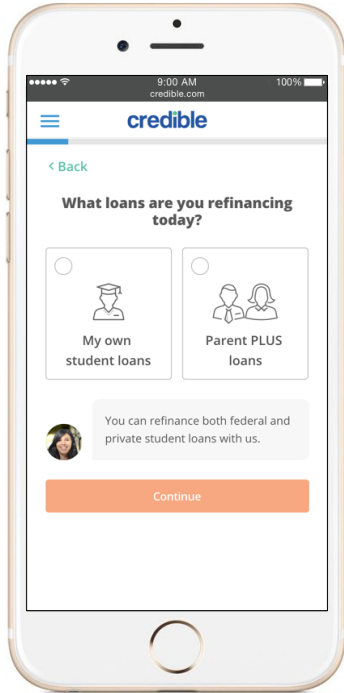 9:00 AM
100%
credible.com
credible
< Back
What loans are you refinancing
today?
My own
student loans
Parent PLUS
loans
You can refinance both federal and
private student loans with us.
Continue